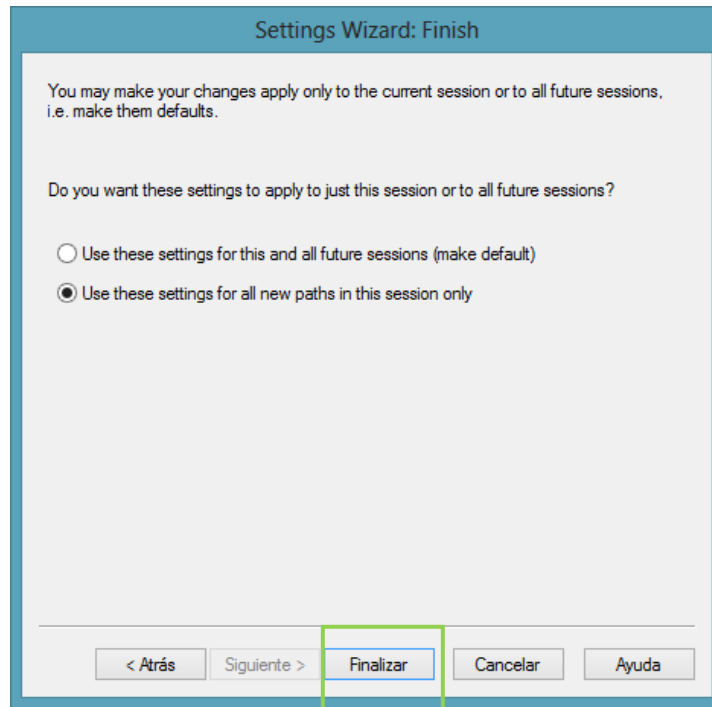 Settings Wizard: Finish
You may make your changes apply only to the current session or to all future sessions,
i.e. make them defaults.
Do you want these settings to apply to just this session or to all future sessions?
Use these settings for this and all future sessions (make default)
Use these settings for all new paths in this session only
< Atrás Siguiente > Finalizar Cancelar Ayuda